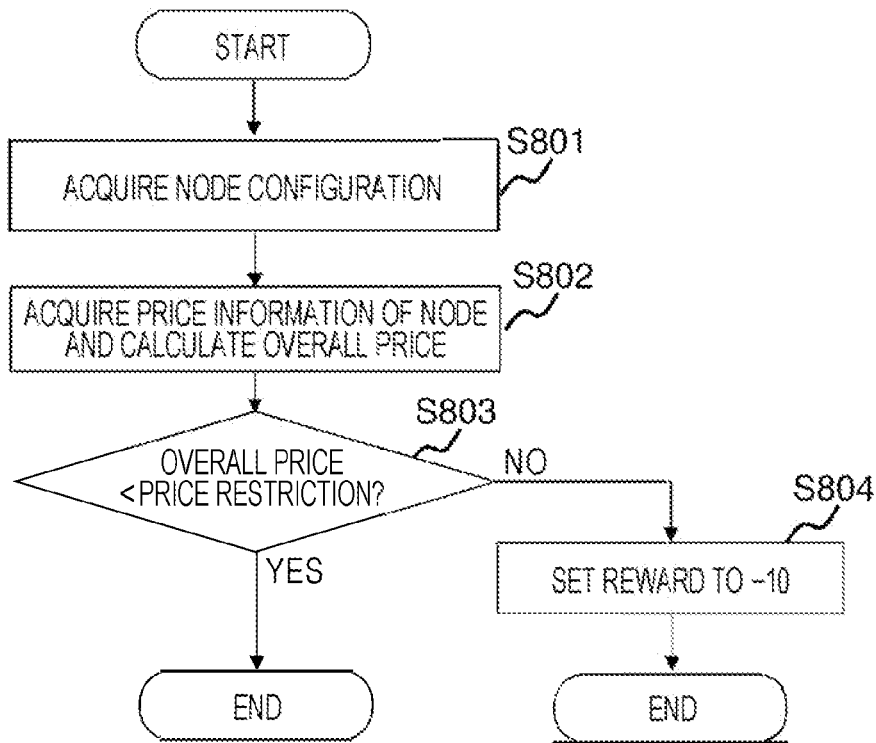 START
S801
ACQUIRE NODE CONFIGURATION
S802
ACQUIRE PRICE INFORMATION OF NODE
AND CALCULATE OVERALL PRICE
S803
OVERALL PRICE
<PRICE RESTRICTION?
NO
YES
S804
SET REWARD TO −10
END
END